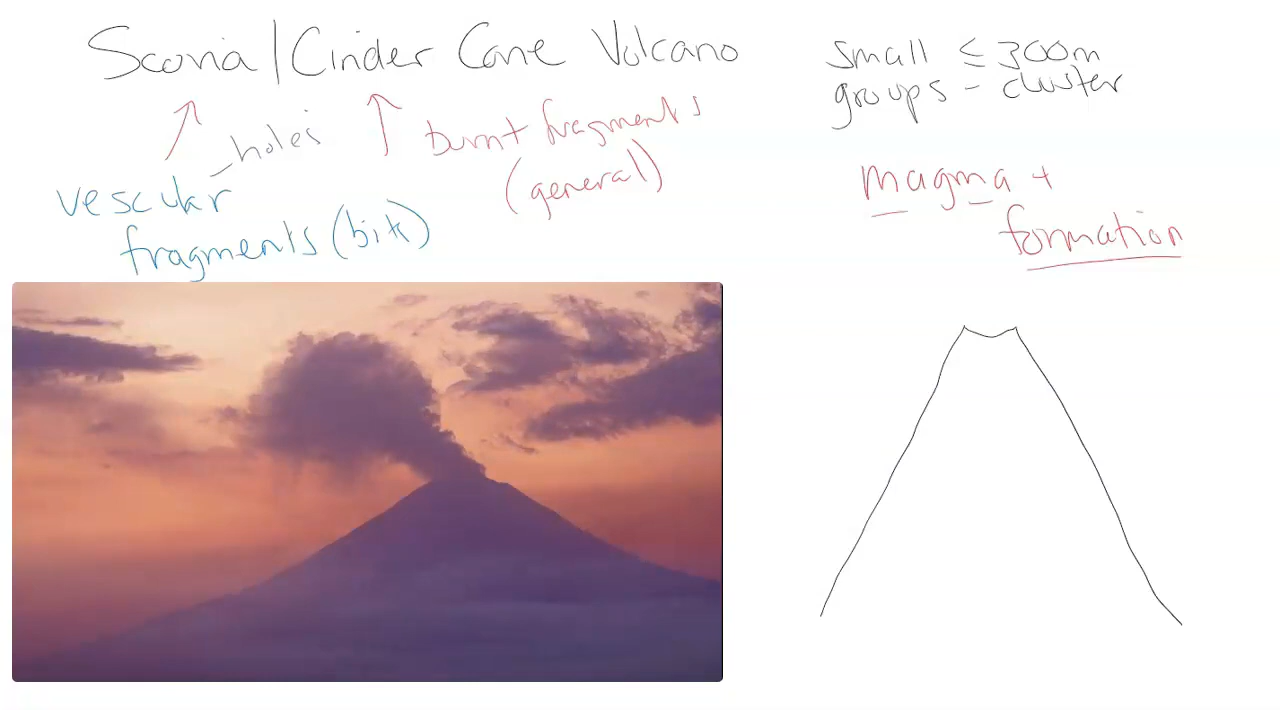 Scoria/Cinder Cone Volcano
small ≤ 300m
groups - cluster
holes
burnt fragments
(general)
vescular
fragments (bits)
magma +
formation